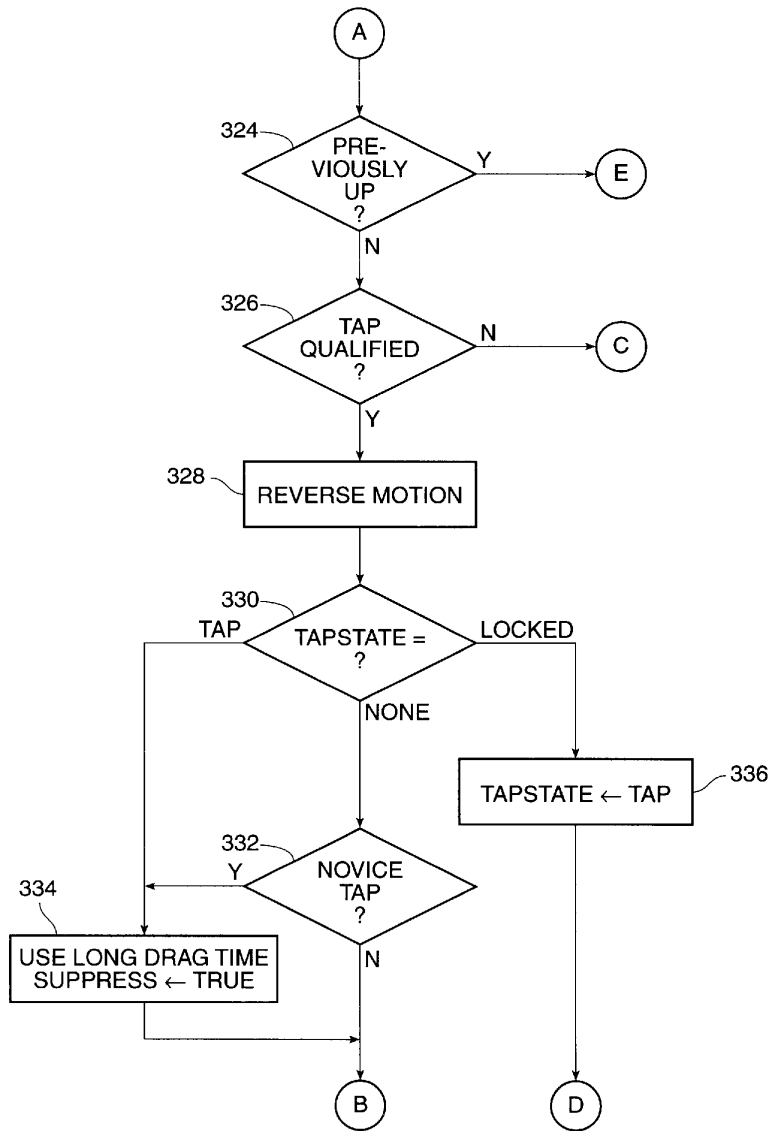 A
324
PRE-
VIOUSLY
UP
?
Y
E
N
326
TAP
QUALIFIED
?
N
C
Y
328
REVERSE MOTION
330
TAP
TAPSTATE =
?
LOCKED
NONE
TAPSTATE ← TAP
336
332
NOVICE
TAP
?
Y
334
USE LONG DRAG TIME
SUPPRESS ← TRUE
N
B
D